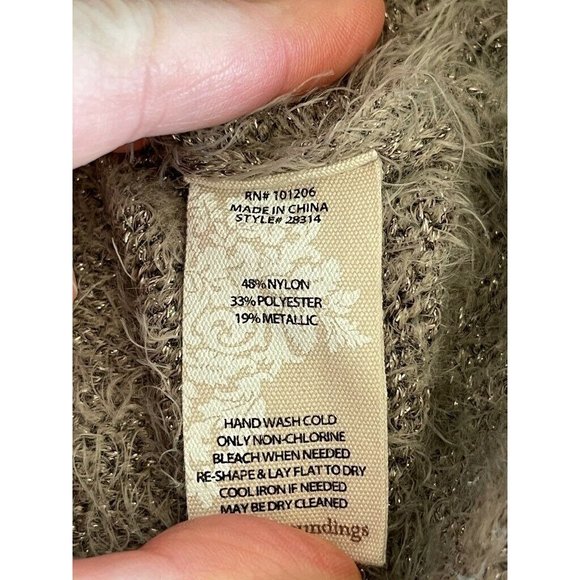 RN# 101206
MADE IN CHINA
STYLE# 28314
48% NYLON
33% POLYESTER
19% METALLIC
HAND WASH COLD
ONLY NON-CHLORINE
BLEACH WHEN NEEDED
RE-SHAPE & LAY FLAT TO DRY
COOL IRON IF NEEDED
MAY BE DRY CLEANED
undings